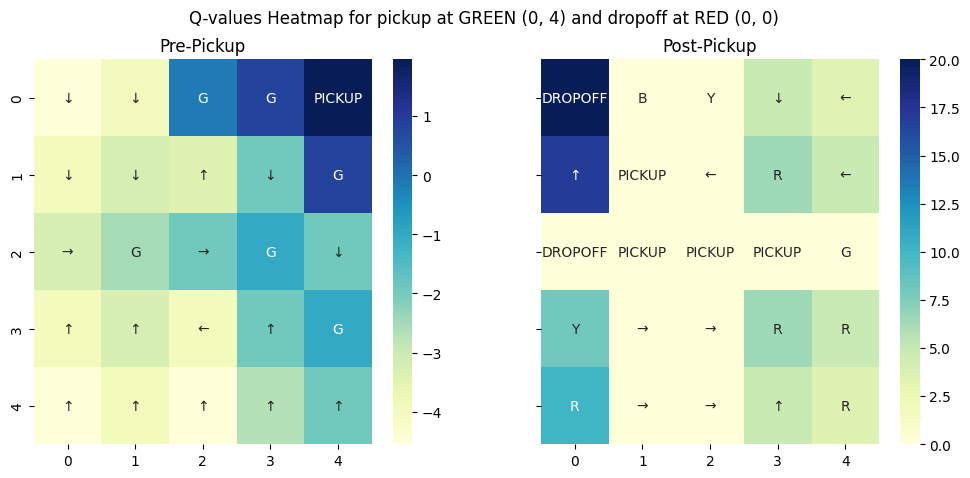 Q-values Heatmap for pickup at GREEN (0, 4) and dropoff at RED (0, 0)
Pre-Pickup
0 ↓ ↓ G G PICKUP
1 ↓ ↓ ↑ ↓ G
2 → G → G ↓
3 ↑ ↑ ← ↑ G
4 ↑ ↑ ↑ ↑ ↑
0 1 2 3 4
1
0
−1
−2
−3
−4
Post-Pickup
DROPOFF B Y ↓ ←
↑ PICKUP ← R ←
DROPOFF PICKUP PICKUP PICKUP G
Y → → R R
R → → ↑ R
0 1 2 3 4
20.0
17.5
15.0
12.5
10.0
7.5
5.0
2.5
0.0